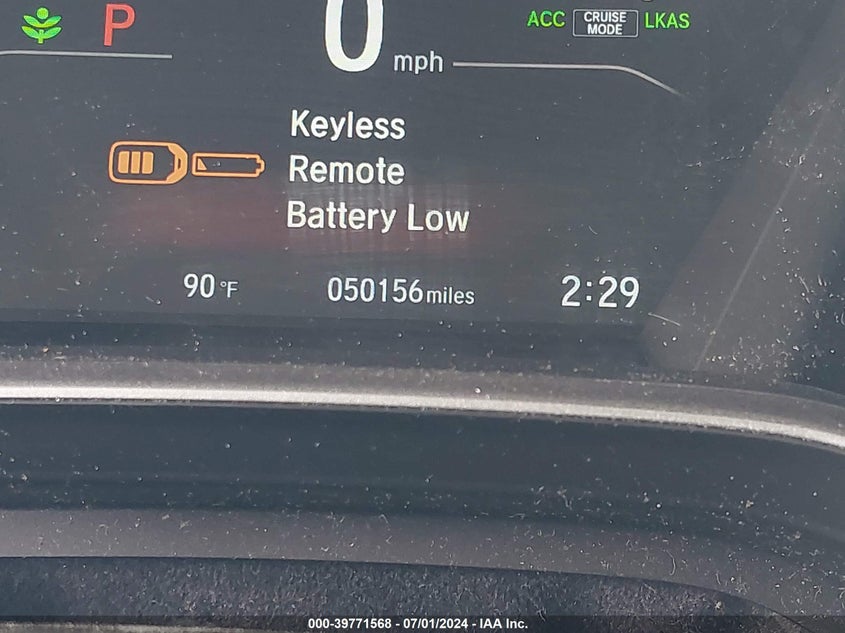 P
0 mph
ACC CRUISE MODE LKAS
Keyless
Remote
Battery Low
90 °F 050156 miles 2:29
000-39771568 - 07/01/2024 - IAA Inc.